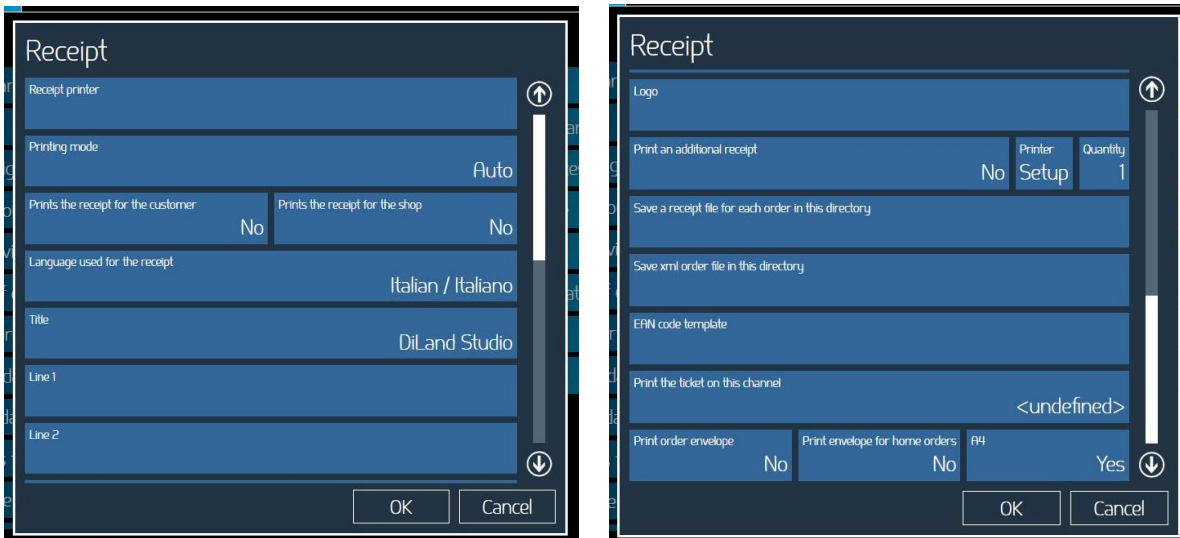 Receipt
Receipt printer
Printing mode
Auto
Prints the receipt for the customer
No
Prints the receipt for the shop
No
Language used for the receipt
Italian / Italiano
Title
DiLand Studio
Line 1
Line 2
OK
Cancel
Receipt
Logo
Print an additional receipt
No
Printer
Setup
Quantity
1
Save a receipt file for each order in this directory
Save xml order file in this directory
EAN code template
Print the ticket on this channel
<undefined>
Print order envelope
No
Print envelope for home orders
No
A4
Yes
OK
Cancel